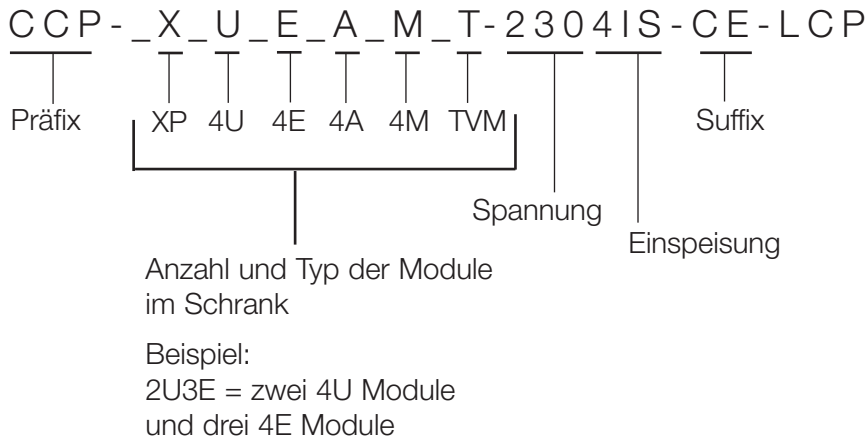 CCP-_X_U_E_A_M_T-2304IS-CE-LCP
Präfix XP 4U 4E 4A 4M TVM Suffix
Spannung
Einspeisung
Anzahl und Typ der Module
im Schrank
Beispiel:
2U3E = zwei 4U Module
und drei 4E Module